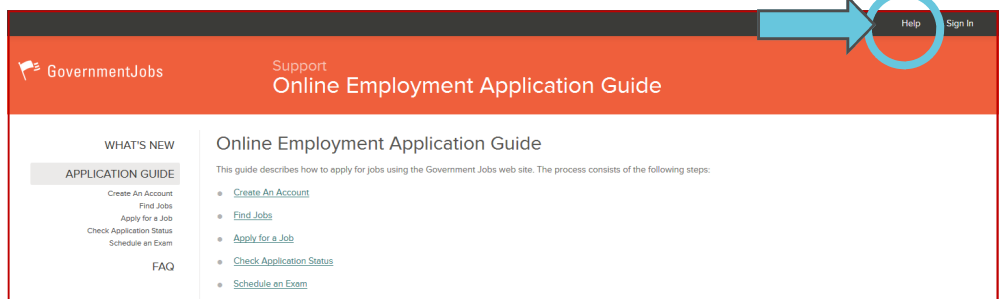 Help
Sign In
GovernmentJobs
Support
Online Employment Application Guide
WHAT'S NEW
APPLICATION GUIDE
Create An Account
Find Jobs
Apply for a Job
Check Application Status
Schedule an Exam
FAQ
Online Employment Application Guide
This guide describes how to apply for jobs using the Government Jobs web site. The process consists of the following steps:
Create An Account
Find Jobs
Apply for a Job
Check Application Status
Schedule an Exam